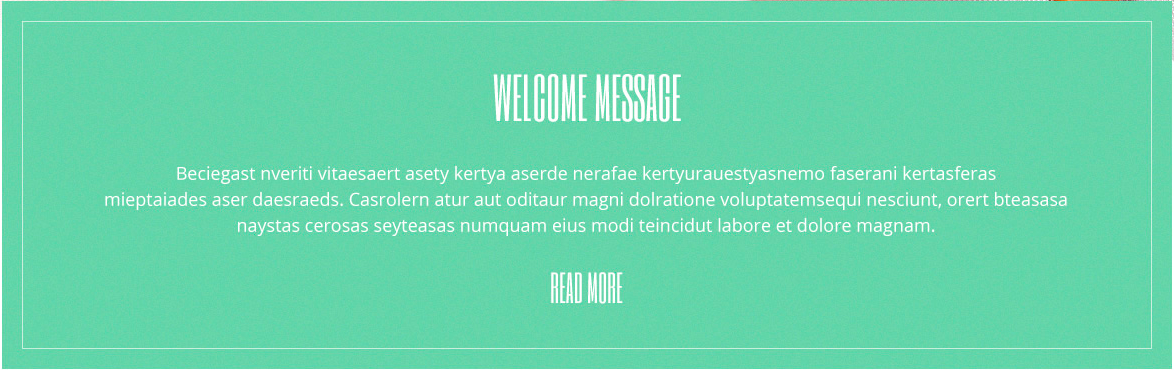 WELCOME MESSAGE
Beciegast nveriti vitaesaert asety kertya aserde nerafae kertyurauestyasnemo faserani kertasferas
mieptaiades aser daesraeds. Casrolern atur aut oditaur magni dolratione voluptatemsequi nesciunt, orert bteasasa
naystas cerosas seyteasas numquam eius modi teincidut labore et dolore magnam.
READ MORE